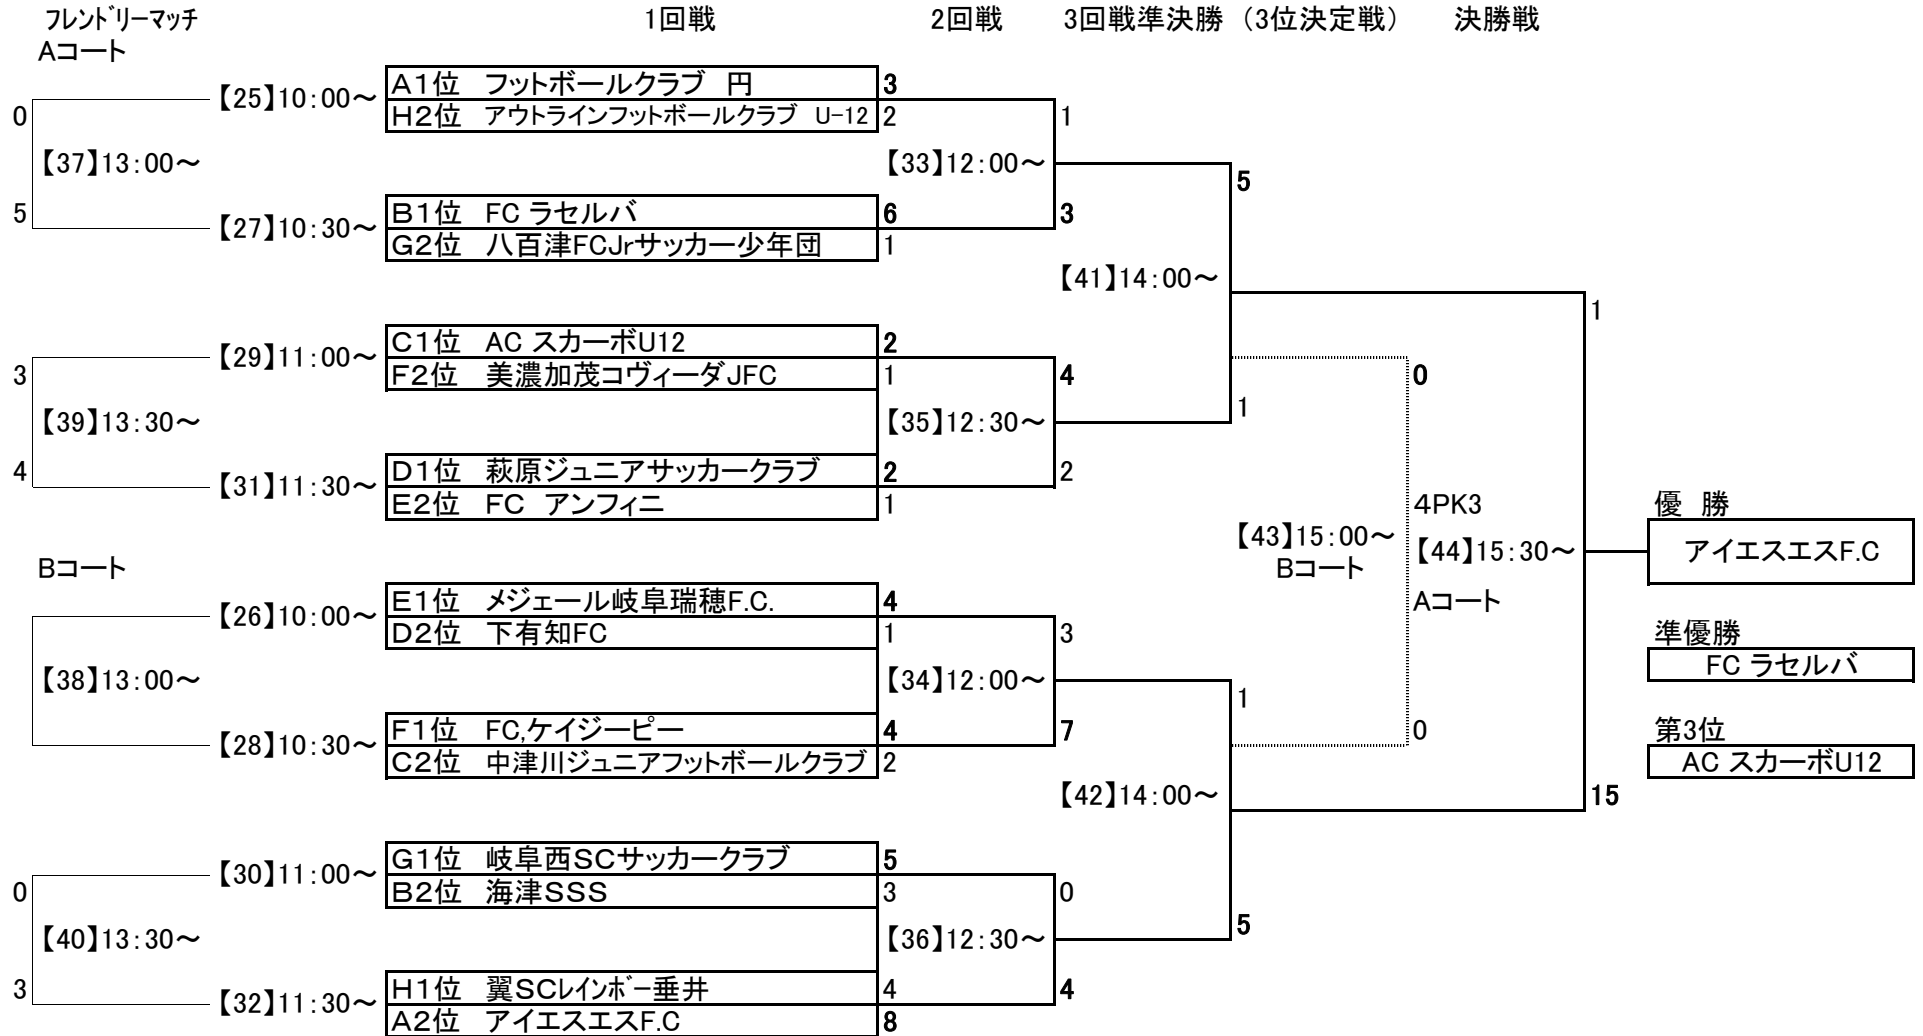 フレンドリーマッチ 1回戦 2回戦 3回戦準決勝 (3位決定戦) 決勝戦
Aコート
【25】10:00～ A1位 フットボールクラブ 円 3
0 H2位 アウトラインフットボールクラブ U-12 2 1
【37】13:00～ 【33】12:00～
5
5 【27】10:30～ B1位 FC ラセルバ 6 3
G2位 八百津FCJrサッカー少年団 1
【41】14:00～
1
【29】11:00～ C1位 AC スカーボU12 2
3 F2位 美濃加茂コヴィーダJFC 1 4 0
1
【39】13:30～ 【35】12:30～
4 【31】11:30～ D1位 萩原ジュニアサッカークラブ 2 2
E2位 FC アンフィニ 1 4PK3 優 勝
【43】15:00～ 【44】15:30～ アイエスエスF.C
Bコート Bコート
【26】10:00～ E1位 メジェール岐阜瑞穂F.C. 4 Aコート
D2位 下有知FC 1 3 準優勝
FC ラセルバ
【38】13:00～ 【34】12:00～
1
【28】10:30～ F1位 FC,ケイジーピー 4 7 0 第3位
C2位 中津川ジュニアフットボールクラブ 2 AC スカーボU12
【42】14:00～ 15
【30】11:00～ G1位 岐阜西SCサッカークラブ 5
0 B2位 海津SSS 3 0
5
【40】13:30～ 【36】12:30～
3 【32】11:30～ H1位 翼SCレインボー垂井 4 4
A2位 アイエスエスF.C 8